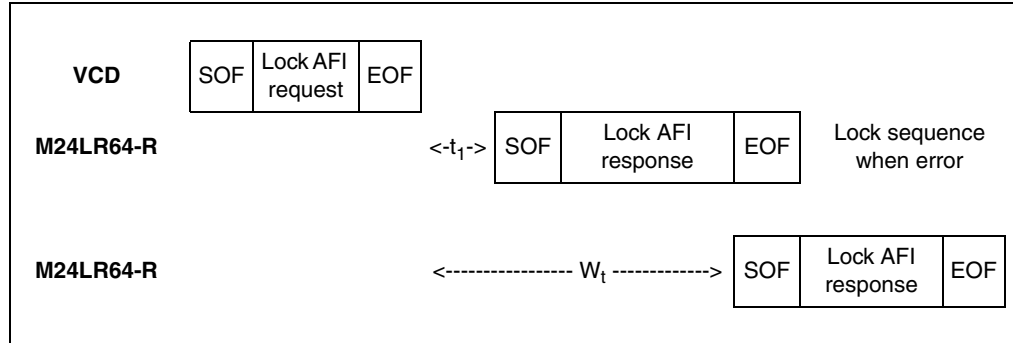 VCD SOF Lock AFI request EOF
M24LR64-R <-t1-> SOF Lock AFI response EOF Lock sequence when error
M24LR64-R <----------------- Wt -------------> SOF Lock AFI response EOF